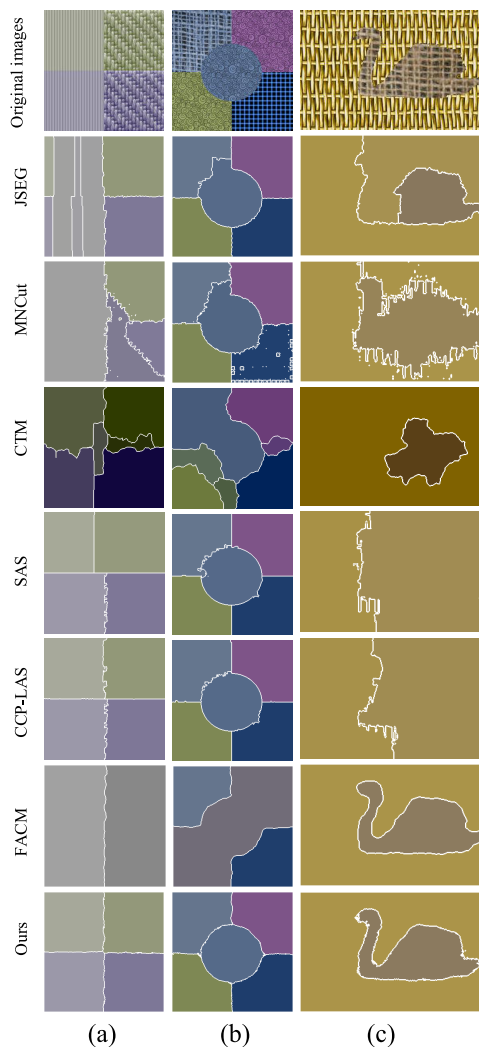 Original images
JSEG
MNCut
CTM
SAS
CCP-LAS
FACM
Ours
(a) (b) (c)